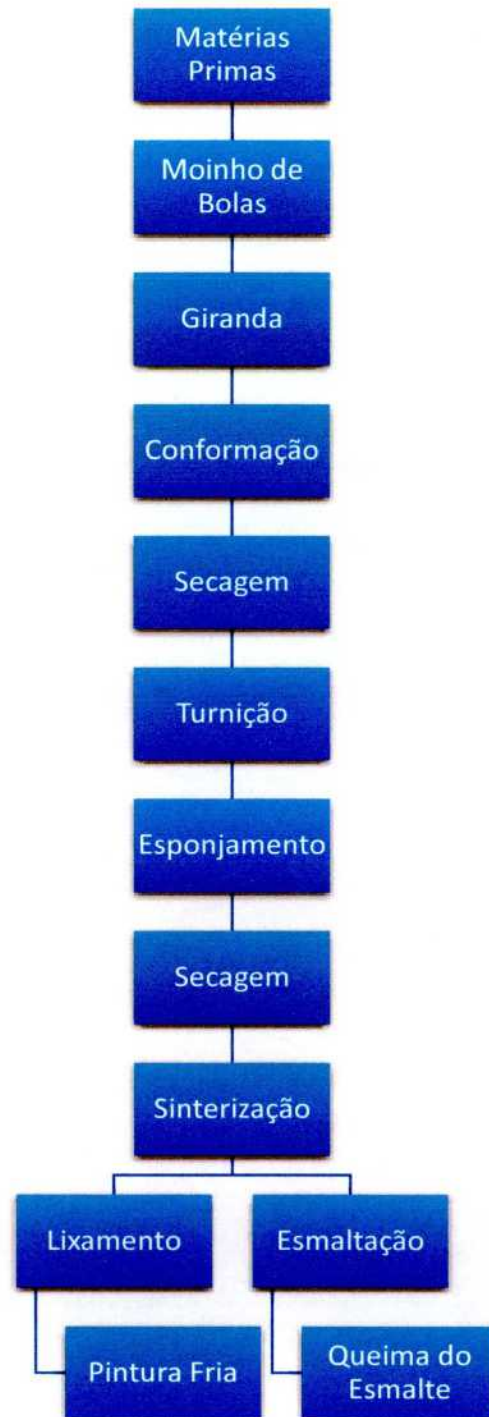 Matérias
Primas
Moinho de
Bolas
Giranda
Conformação
Secagem
Turnição
Esponjamento
Secagem
Sinterização
Lixamento
Esmaltação
Pintura Fria
Queima do
Esmalte